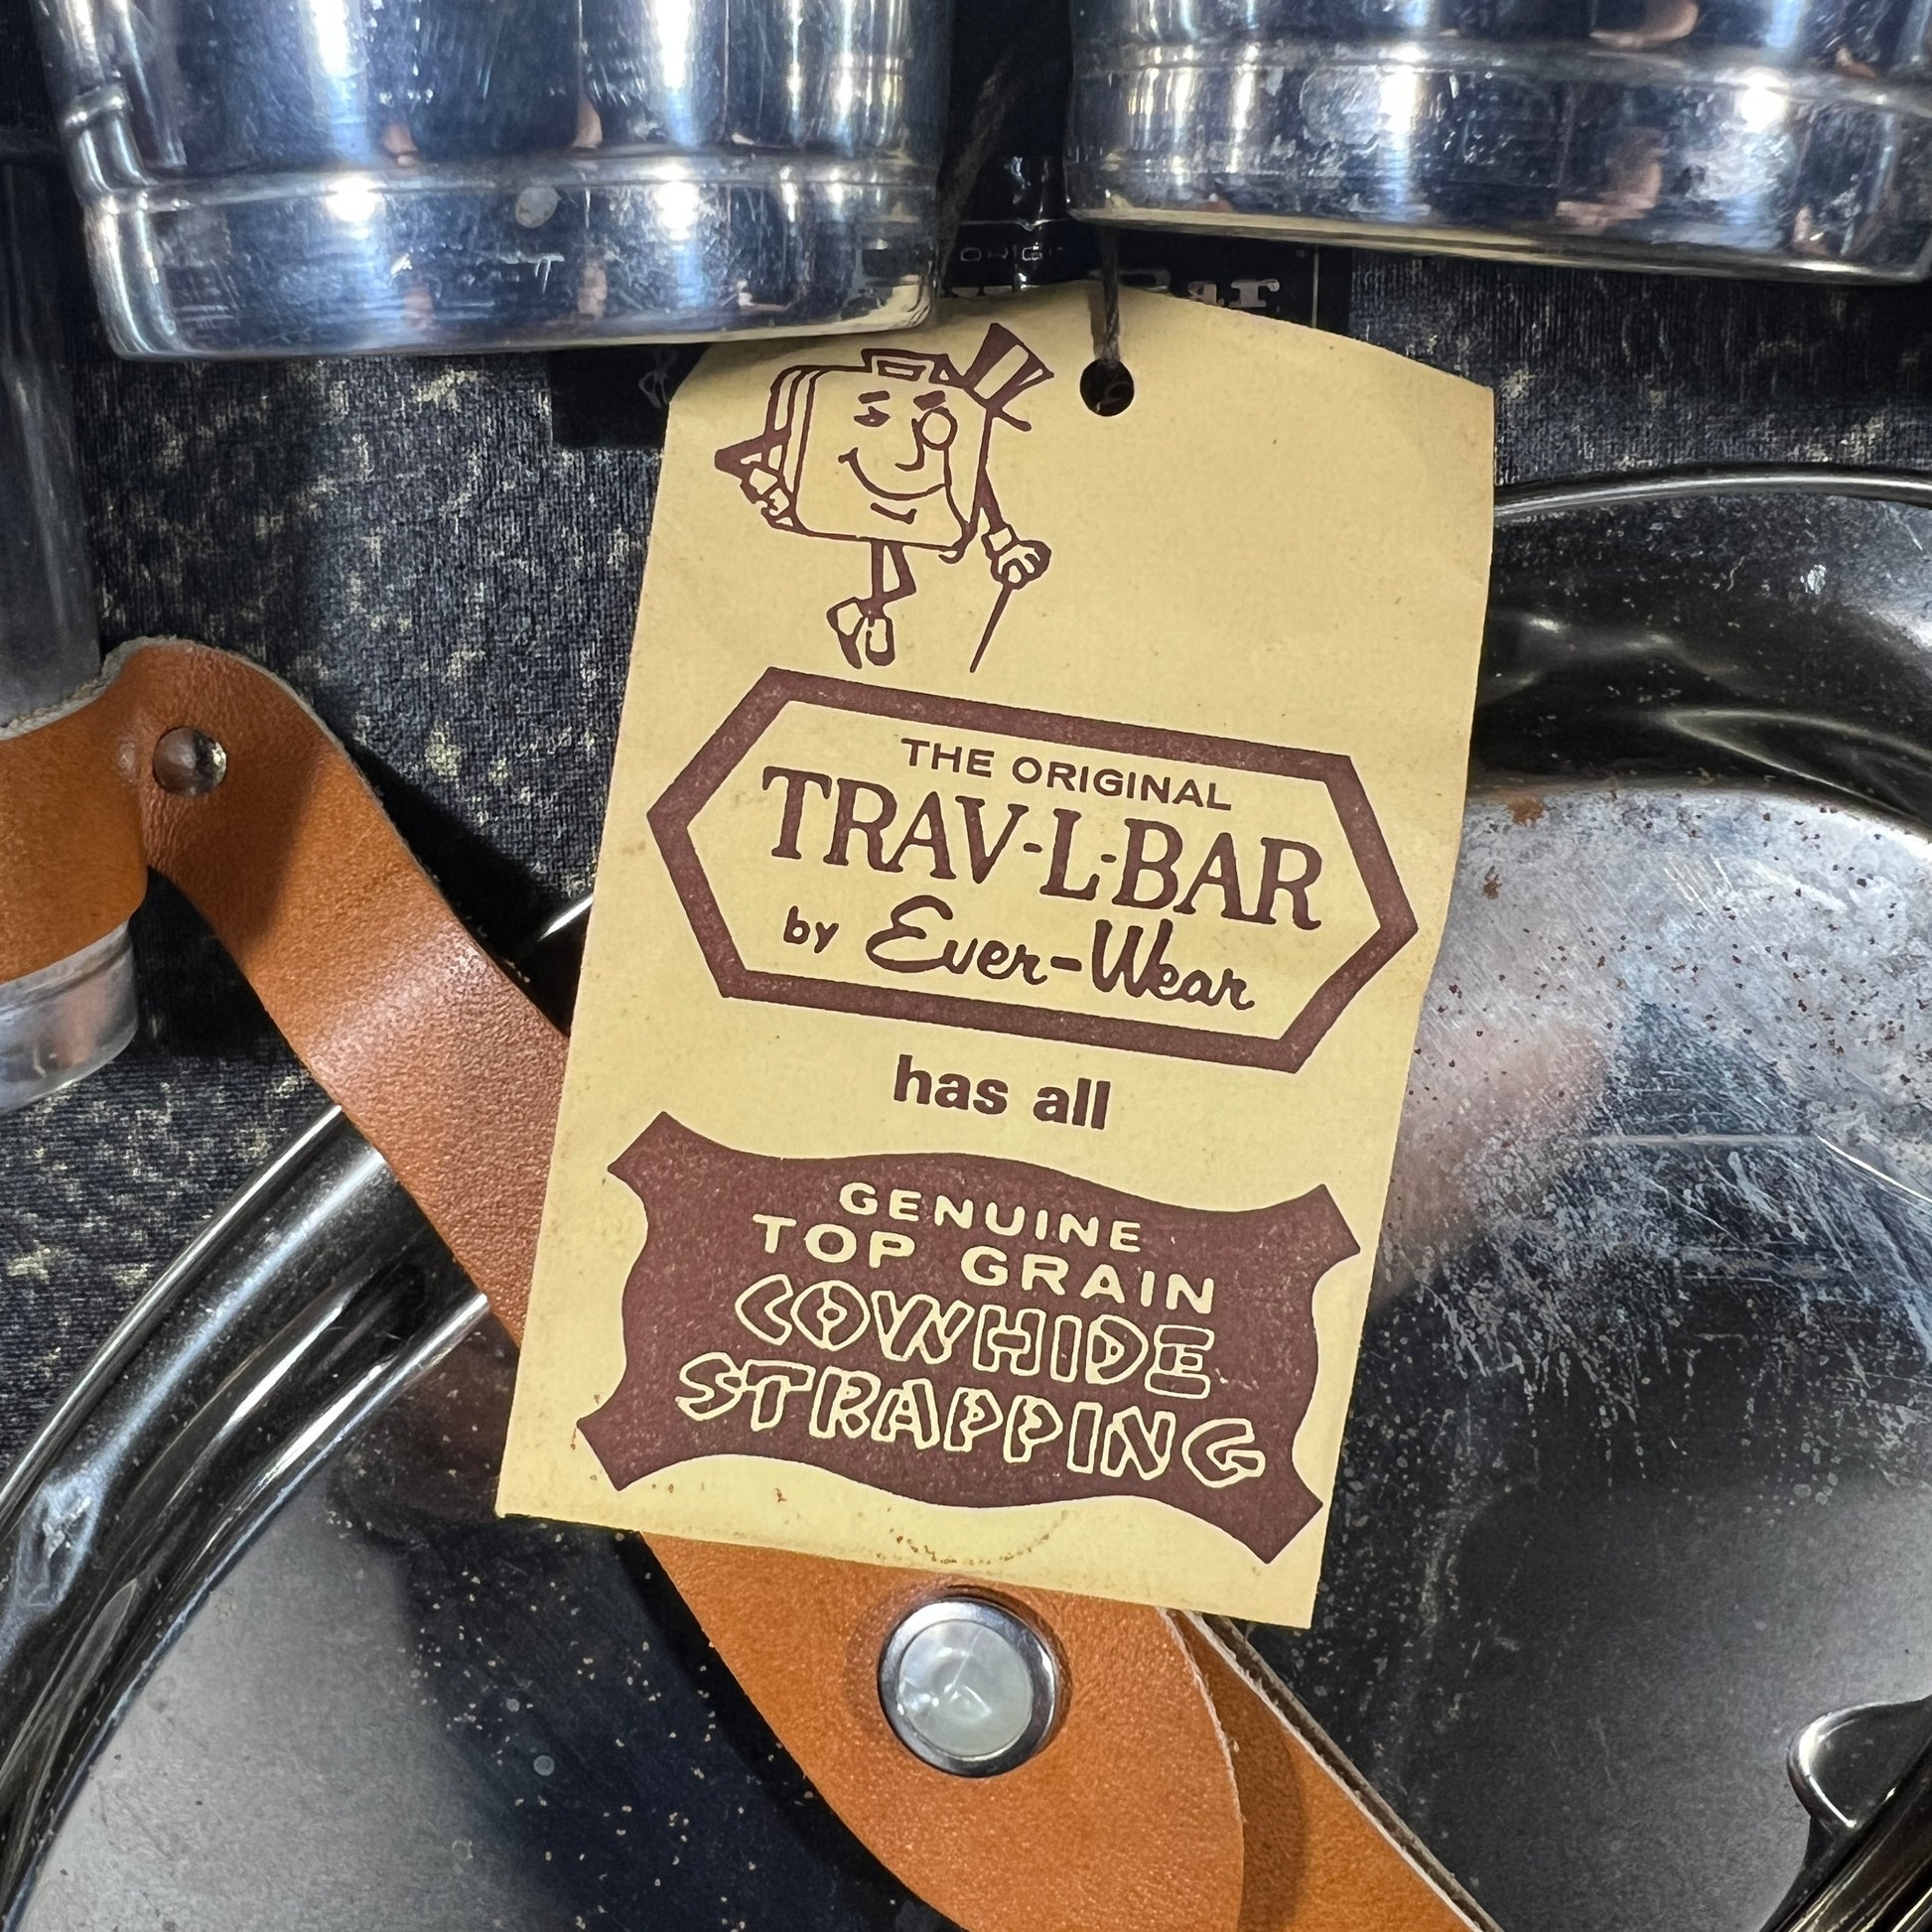 THE ORIGINAL
TRAV-L-BAR
by Ever-Wear
has all
GENUINE
TOP GRAIN
COWHIDE
STRAPPING